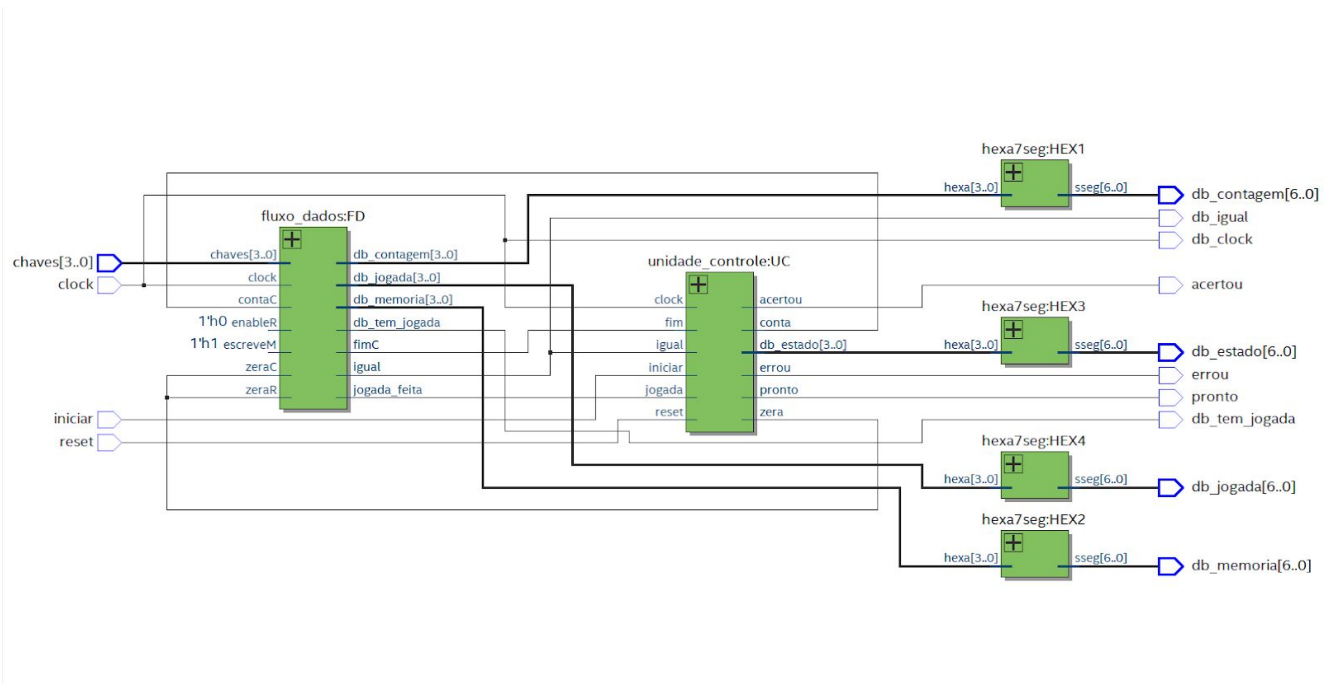 hexa7seg:HEX1
hexa[3..0]
sseg[6..0]
db_contagem[6..0]
db_igual
db_clock
fluxo_dados:FD
chaves[3..0]
chaves[3..0]
db_contagem[3..0]
clock
clock
db_jogada[3..0]
contaC
db_memoria[3..0]
1'h0 enableR
db_tem_jogada
1'h1 escreveM
fimC
zeraC
igual
zeraR
jogada_feita
iniciar
reset
unidade_controle:UC
clock
acertou
fim
conta
igual
db_estado[3..0]
iniciar
errou
jogada
pronto
reset
zera
acertou
hexa7seg:HEX3
hexa[3..0]
sseg[6..0]
db_estado[6..0]
errou
pronto
db_tem_jogada
hexa7seg:HEX4
hexa[3..0]
sseg[6..0]
db_jogada[6..0]
hexa7seg:HEX2
hexa[3..0]
sseg[6..0]
db_memoria[6..0]